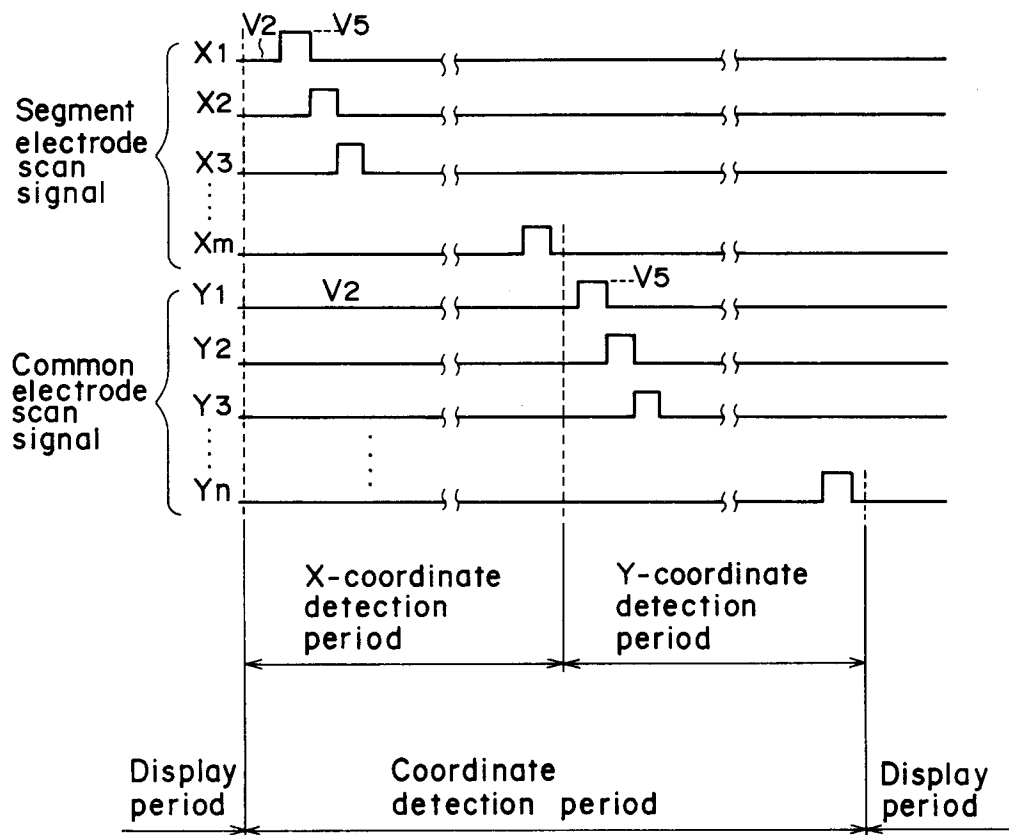 V2 V5
X1
X2
X3
Xm
Segment
electrode
scan
signal
Y1 V2 V5
Y2
Y3
Yn
Common
electrode
scan
signal
X-coordinate
detection
period
Y-coordinate
detection
period
Display
period
Coordinate
detection period
Display
period